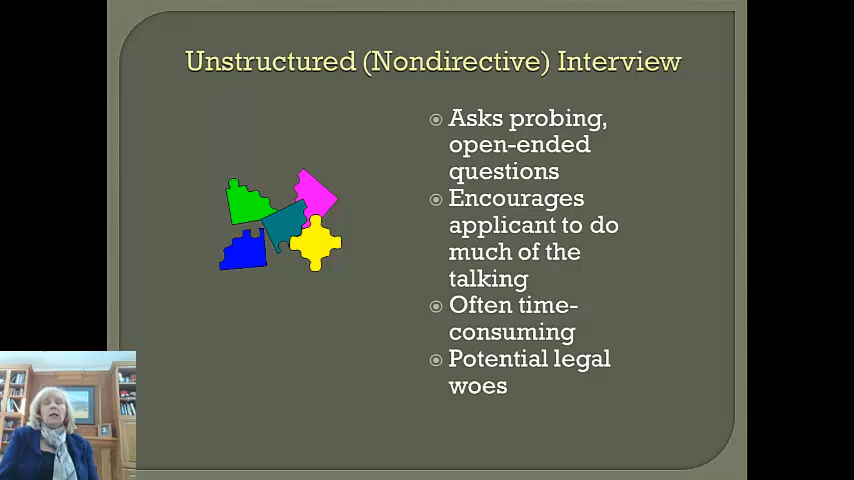 Unstructured (Nondirective) Interview
Asks probing,
open-ended
questions
Encourages
applicant to do
much of the
talking
Often time-
consuming
Potential legal
woes